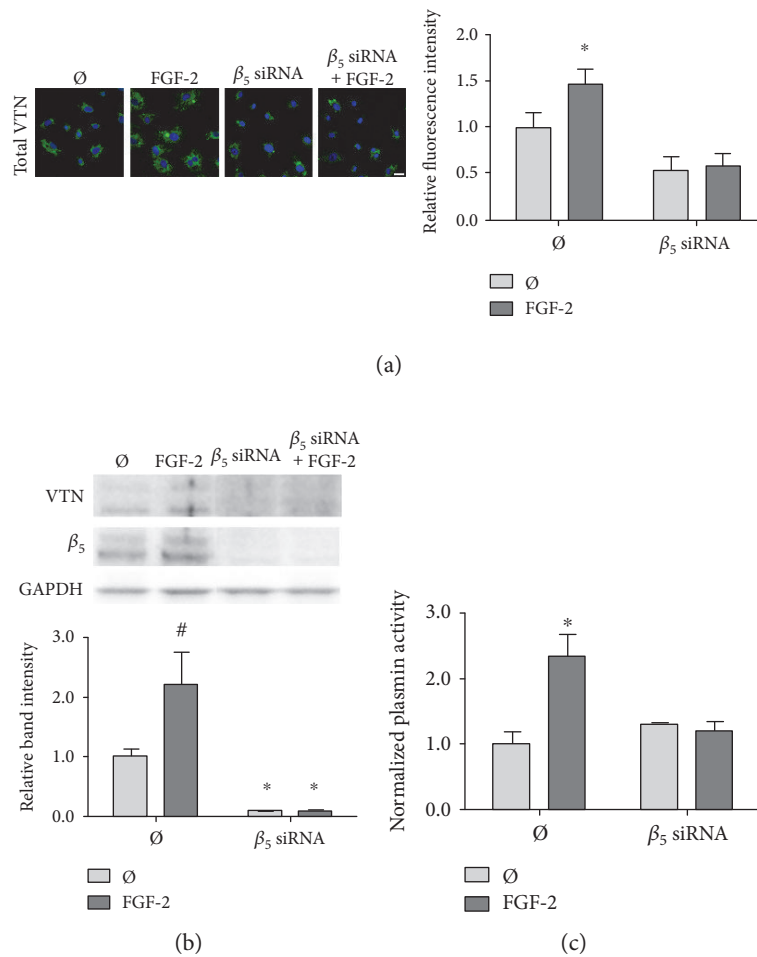 Ø FGF-2 β5 siRNA β5 siRNA
+ FGF-2
Total VTN
Relative fluorescence intensity
2.0
1.5
1.0
0.5
0.0
*
Ø β5 siRNA
Ø
FGF-2
(a)
Ø FGF-2 β5 siRNA β5 siRNA
+ FGF-2
VTN
β5
GAPDH
Relative band intensity
3.0
2.0
1.0
0.0
#
* *
Ø β5 siRNA
Ø
FGF-2
(b)
Normalized plasmin activity
3.0
2.0
1.0
0.0
*
Ø β5 siRNA
Ø
FGF-2
(c)